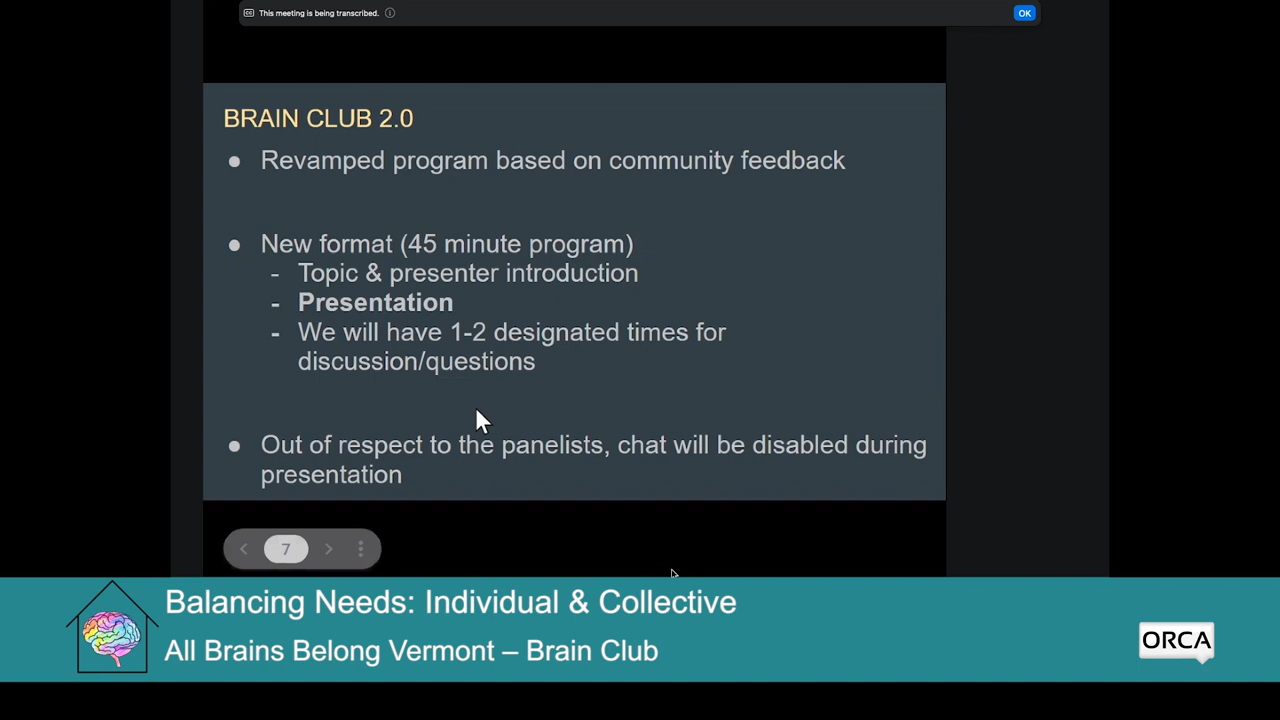 This meeting is being transcribed.
OK
BRAIN CLUB 2.0
● Revamped program based on community feedback
● New format (45 minute program)
- Topic & presenter introduction
- Presentation
- We will have 1-2 designated times for
discussion/questions
● Out of respect to the panelists, chat will be disabled during
presentation
7
Balancing Needs: Individual & Collective
All Brains Belong Vermont – Brain Club
ORCA